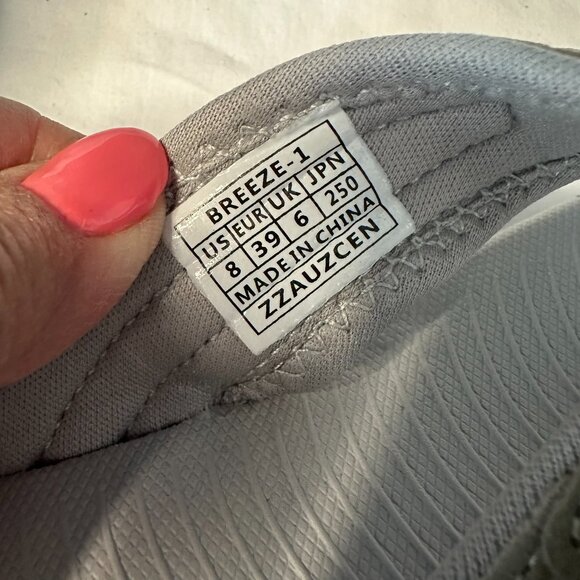 BREEZE-1
US EUR UK JPN
8 39 6 250
MADE IN CHINA
ZZAUZCEN